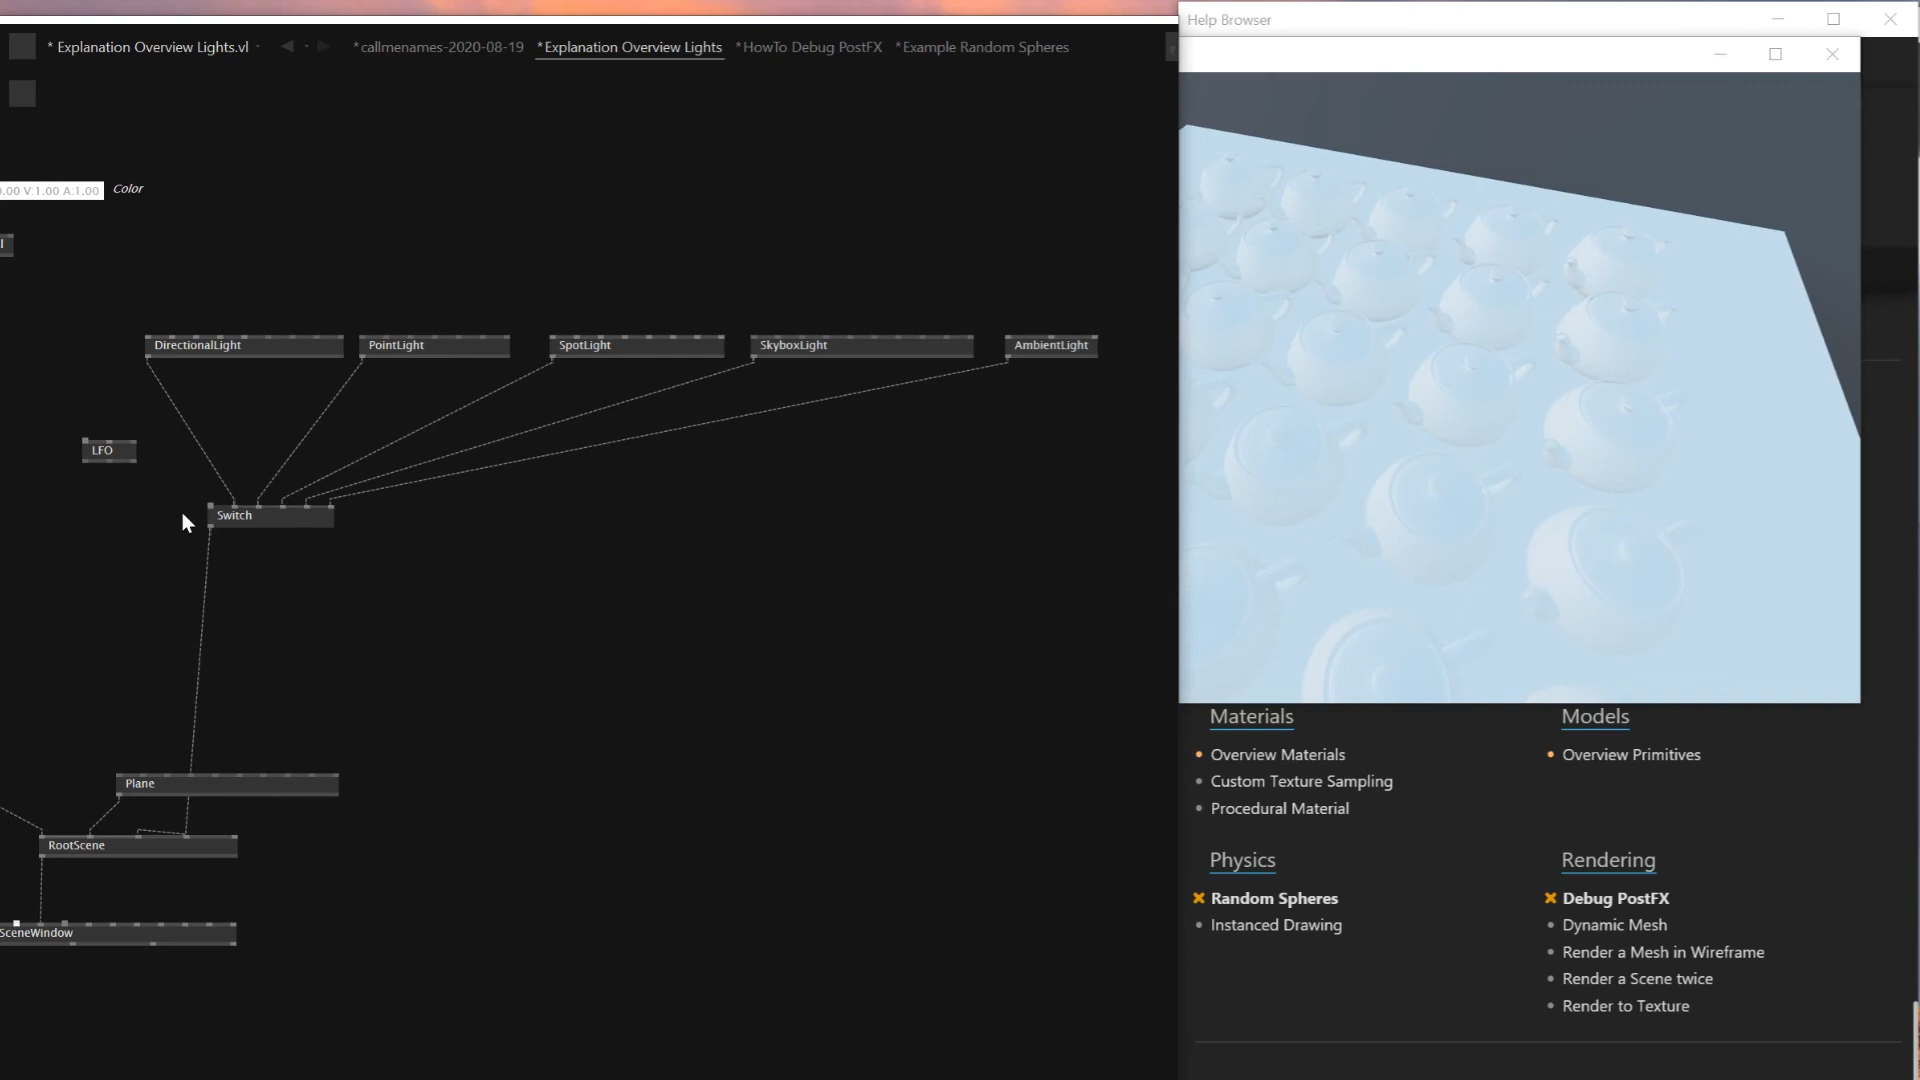 Help Browser
* Explanation Overview Lights.vl
*callmenames-2020-08-19
*Explanation Overview Lights
*HowTo Debug PostFX
*Example Random Spheres
0.00 V:1.00 A:1.00
Color
DirectionalLight
PointLight
SpotLight
SkyboxLight
AmbientLight
LFO
Switch
Plane
RootScene
SceneWindow
Materials
Overview Materials
Custom Texture Sampling
Procedural Material
Models
Overview Primitives
Physics
Random Spheres
Instanced Drawing
Rendering
Debug PostFX
Dynamic Mesh
Render a Mesh in Wireframe
Render a Scene twice
Render to Texture